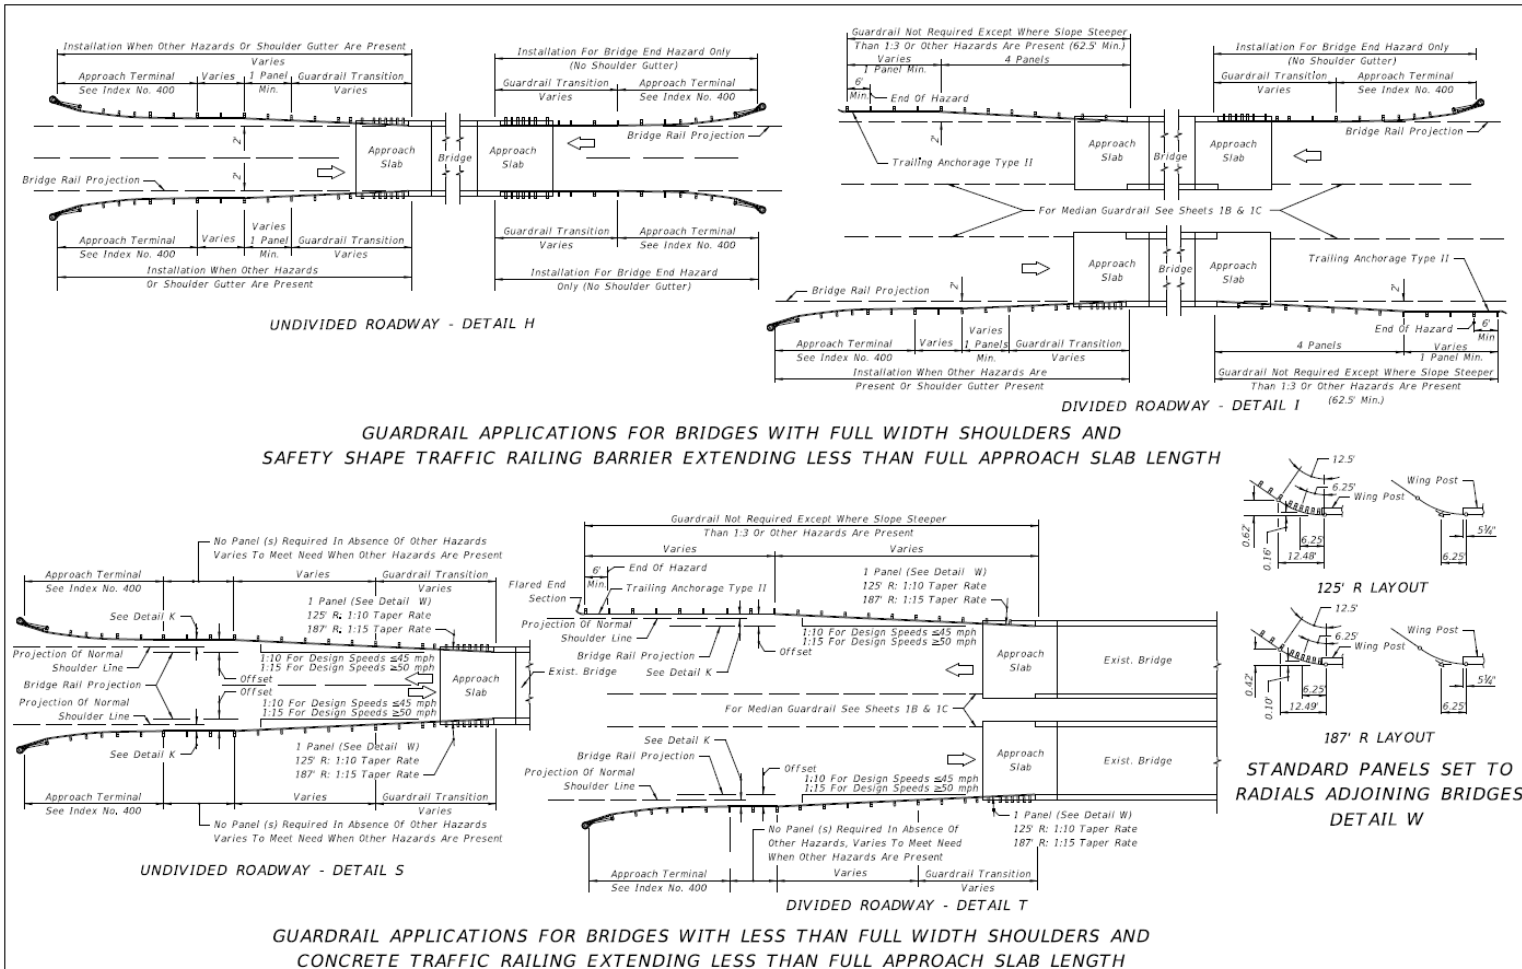 Installation When Other Hazards Or Shoulder Gutter Are Present
Varies
Approach Terminal
See Index No. 400
Varies
1 Panel
Min.
Guardrail Transition
Varies
Installation For Bridge End Hazard Only
(No Shoulder Gutter)
Guardrail Transition
Varies
Approach Terminal
See Index No. 400
Bridge Rail Projection
2'
Approach
Slab
Bridge
Approach
Slab
Bridge Rail Projection
2'
Approach Terminal
See Index No. 400
Varies
Varies
1 Panel
Min.
Guardrail Transition
Varies
Installation When Other Hazards
Or Shoulder Gutter Are Present
Guardrail Transition
Varies
Approach Terminal
See Index No. 400
Installation For Bridge End Hazard
Only (No Shoulder Gutter)
UNDIVIDED ROADWAY - DETAIL H
Guardrail Not Required Except Where Slope Steeper
Than 1:3 Or Other Hazards Are Present (62.5' Min.)
Varies
1 Panel Min.
4 Panels
6'
Min.
End Of Hazard
Installation For Bridge End Hazard Only
(No Shoulder Gutter)
Guardrail Transition
Varies
Approach Terminal
See Index No. 400
Bridge Rail Projection
2'
Trailing Anchorage Type II
Approach
Slab
Bridge
Approach
Slab
For Median Guardrail See Sheets 1B & 1C
Approach
Slab
Bridge
Approach
Slab
Trailing Anchorage Type II
Bridge Rail Projection
2'
2'
Varies
1 Panels
Min.
Approach Terminal
See Index No. 400
Varies
Guardrail Transition
Varies
Installation When Other Hazards Are
Present Or Shoulder Gutter Present
End Of Hazard
6'
Min
4 Panels
Varies
1 Panel Min.
Guardrail Not Required Except Where Slope Steeper
Than 1:3 Or Other Hazards Are Present
(62.5' Min.)
DIVIDED ROADWAY - DETAIL I
GUARDRAIL APPLICATIONS FOR BRIDGES WITH FULL WIDTH SHOULDERS AND
SAFETY SHAPE TRAFFIC RAILING BARRIER EXTENDING LESS THAN FULL APPROACH SLAB LENGTH
No Panel (s) Required In Absence Of Other Hazards
Varies To Meet Need When Other Hazards Are Present
Approach Terminal
See Index No. 400
Varies
Guardrail Transition
Varies
See Detail K
1 Panel (See Detail W)
125' R: 1:10 Taper Rate
187' R: 1:15 Taper Rate
Projection Of Normal
Shoulder Line
1:10 For Design Speeds ≤45 mph
1:15 For Design Speeds ≥50 mph
Offset
Bridge Rail Projection
Offset
Projection Of Normal
Shoulder Line
1:10 For Design Speeds ≤45 mph
1:15 For Design Speeds ≥50 mph
Approach
Slab
Exist. Bridge
See Detail K
1 Panel (See Detail W)
125' R: 1:10 Taper Rate
187' R: 1:15 Taper Rate
Approach Terminal
See Index No. 400
Varies
Guardrail Transition
Varies
No Panel (s) Required In Absence Of Other Hazards
Varies To Meet Need When Other Hazards Are Present
UNDIVIDED ROADWAY - DETAIL S
Guardrail Not Required Except Where Slope Steeper
Than 1:3 Or Other Hazards Are Present
Varies
Varies
6'
Min.
End Of Hazard
Flared End
Section
Trailing Anchorage Type II
1 Panel (See Detail W)
125' R: 1:10 Taper Rate
187' R: 1:15 Taper Rate
Projection Of Normal
Shoulder Line
1:10 For Design Speeds ≤45 mph
1:15 For Design Speeds ≥50 mph
Bridge Rail Projection
Offset
See Detail K
Approach
Slab
Exist. Bridge
For Median Guardrail See Sheets 1B & 1C
See Detail K
Bridge Rail Projection
Offset
Projection Of Normal
Shoulder Line
1:10 For Design Speeds ≤45 mph
1:15 For Design Speeds ≥50 mph
Approach
Slab
Exist. Bridge
No Panel (s) Required In Absence Of
Other Hazards, Varies To Meet Need
When Other Hazards Are Present
1 Panel (See Detail W)
125' R: 1:10 Taper Rate
187' R: 1:15 Taper Rate
Approach Terminal
See Index No. 400
Varies
Guardrail Transition
Varies
DIVIDED ROADWAY - DETAIL T
12.5'
6.25'
Wing Post
Wing Post
0.62'
0.16'
6.25'
12.48'
5¼"
6.25'
125' R LAYOUT
12.5'
6.25'
Wing Post
Wing Post
0.42'
0.10'
6.25'
12.49'
5¼"
6.25'
187' R LAYOUT
STANDARD PANELS SET TO
RADIALS ADJOINING BRIDGES
DETAIL W
GUARDRAIL APPLICATIONS FOR BRIDGES WITH LESS THAN FULL WIDTH SHOULDERS AND
CONCRETE TRAFFIC RAILING EXTENDING LESS THAN FULL APPROACH SLAB LENGTH